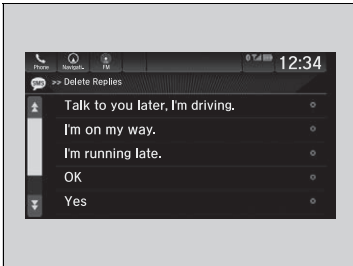 Phone Navigati.. FM 12:34
SMS >> Delete Replies
Talk to you later, I'm driving.
I'm on my way.
I'm running late.
OK
Yes